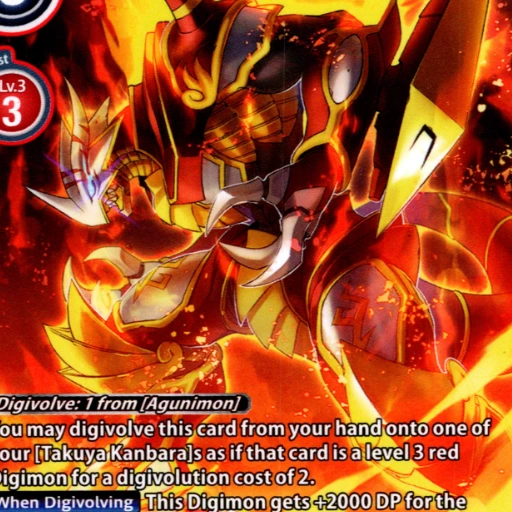 st
Lv.3
3
Digivolve: 1 from [Agunimon]
ou may digivolve this card from your hand onto one of
our [Takuya Kanbara]s as if that card is a level 3 red
Digimon for a digivolution cost of 2.
When Digivolving This Digimon gets +2000 DP for the